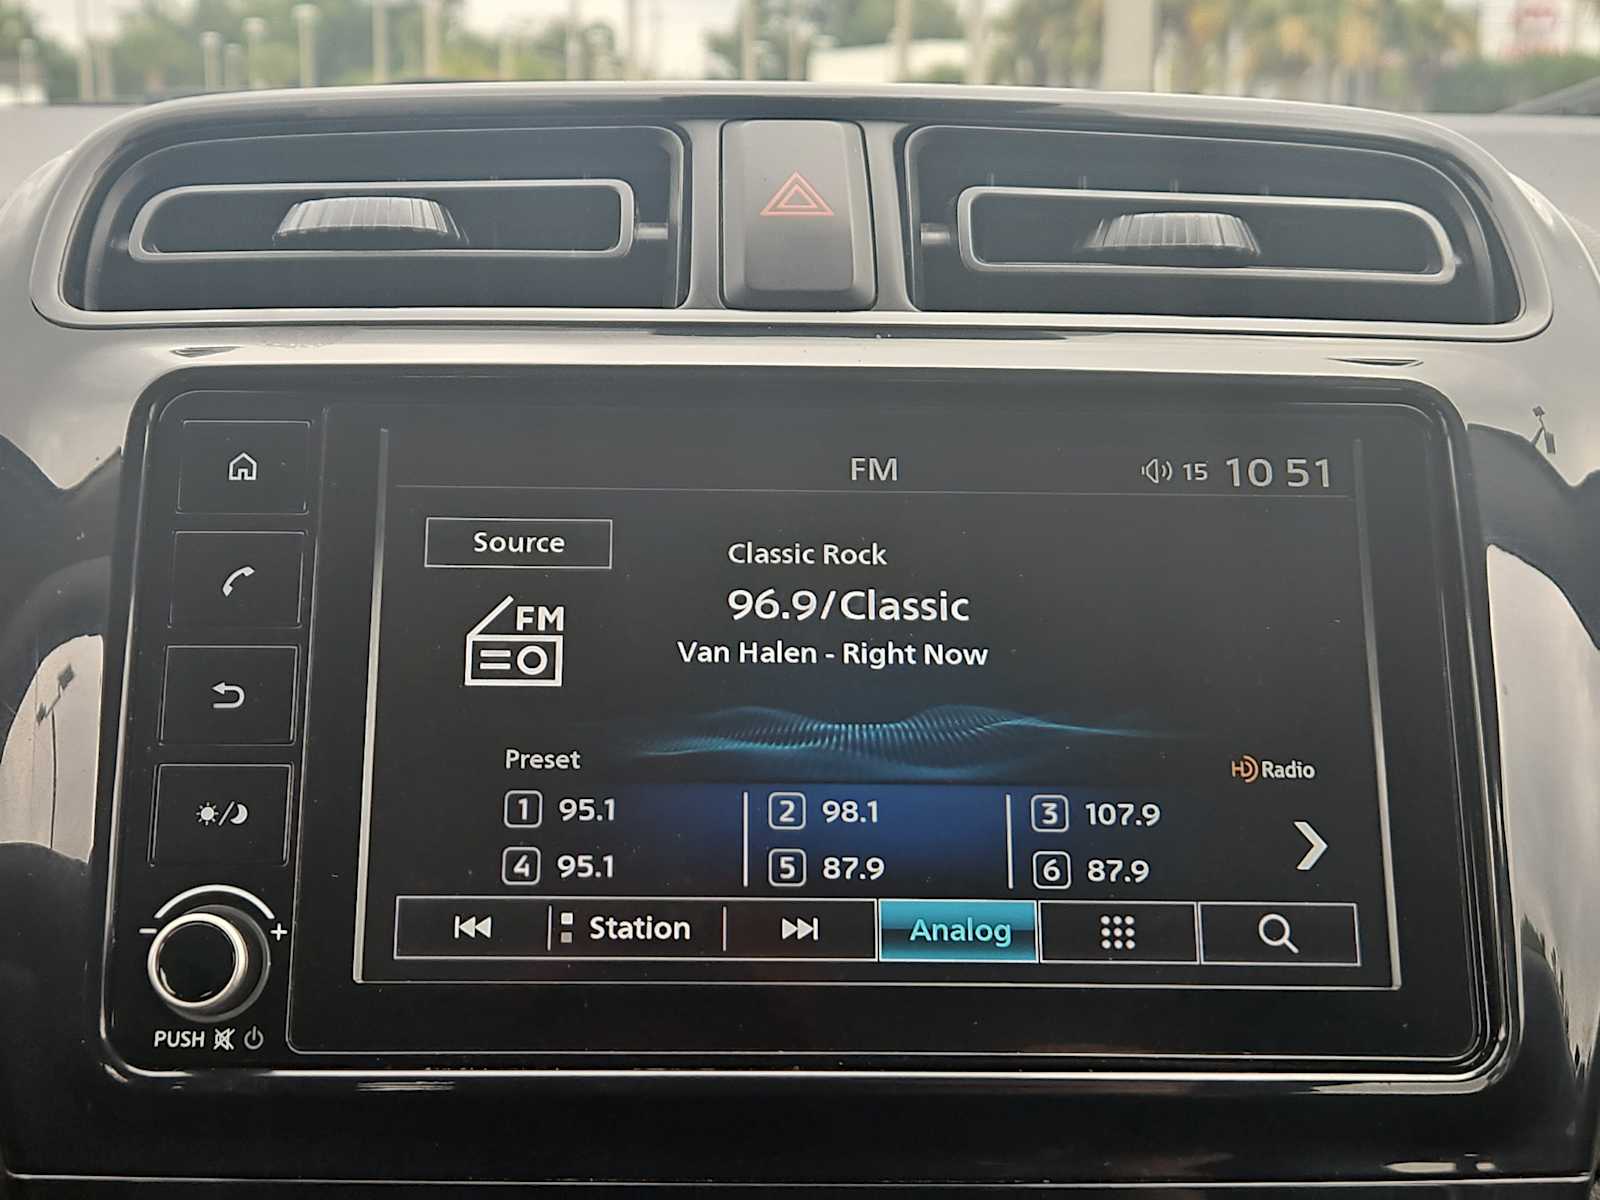 FM 15 10 51
Source
Classic Rock
96.9/Classic
FM
Van Halen - Right Now
Preset
HD Radio
1 95.1 2 98.1 3 107.9
4 95.1 5 87.9 6 87.9
Station Analog
- +
PUSH